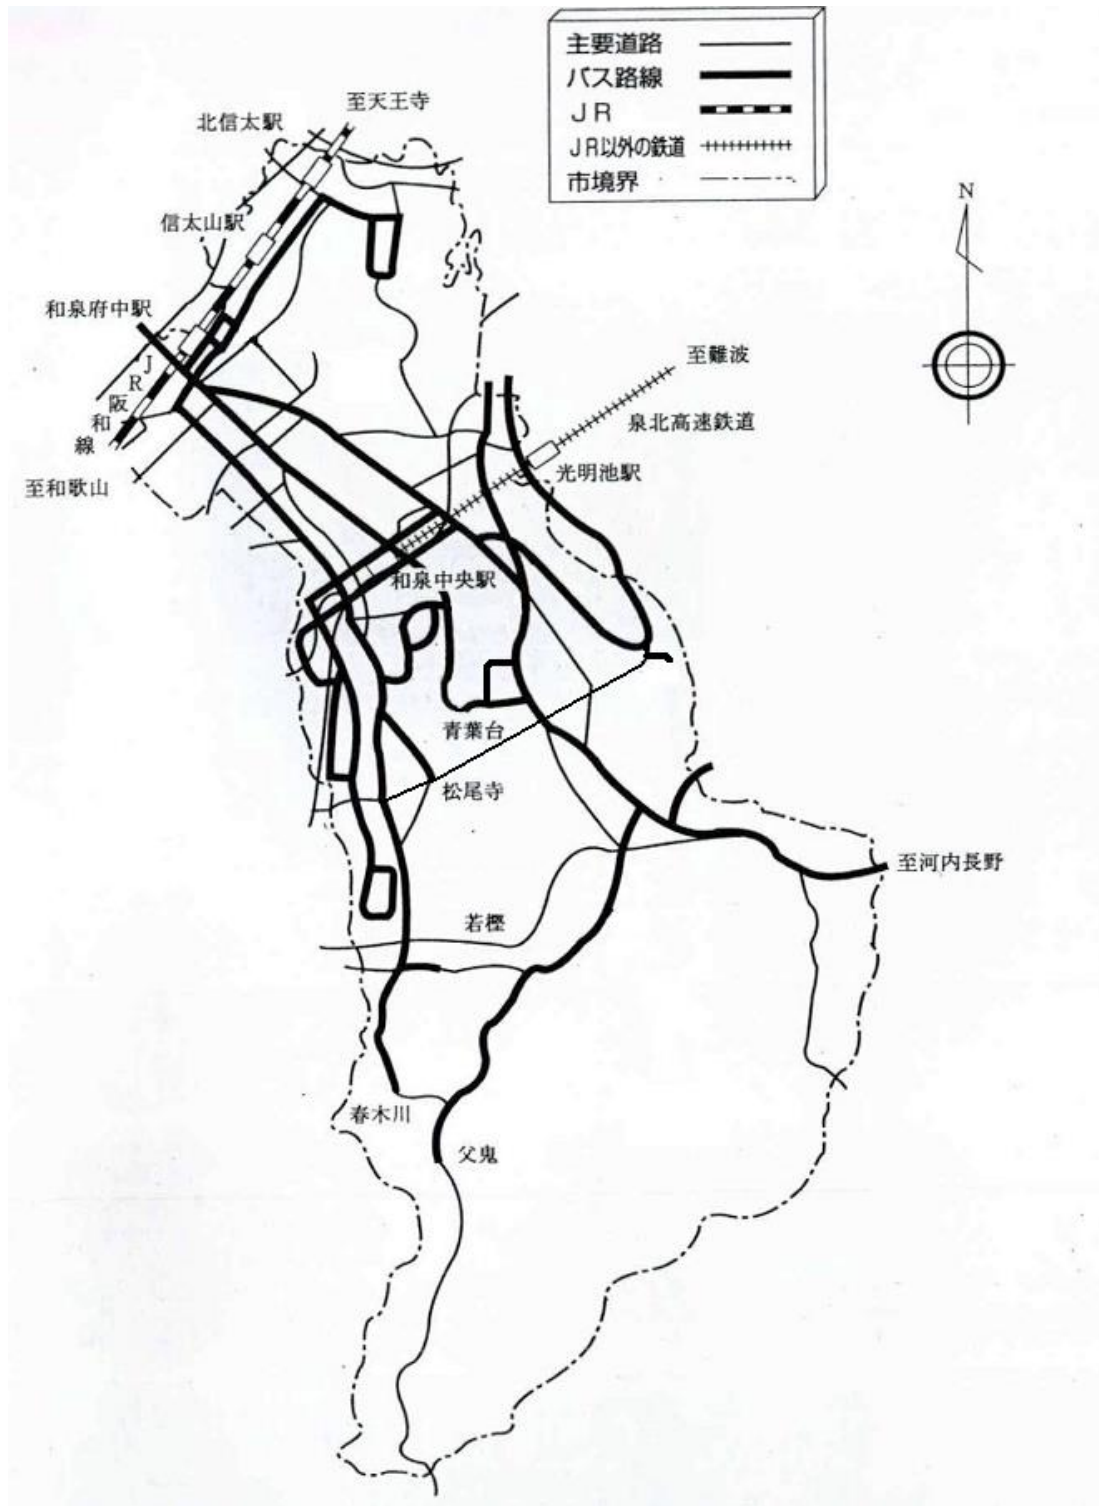 主要道路
バス路線
JR
JR以外の鉄道
市境界
至天王寺
北信太駅
信太山駅
N
和泉府中駅
至難波
JR阪和線
泉北高速鉄道
光明池駅
至和歌山
和泉中央駅
青葉台
松尾寺
至河内長野
若樫
春木川
父鬼